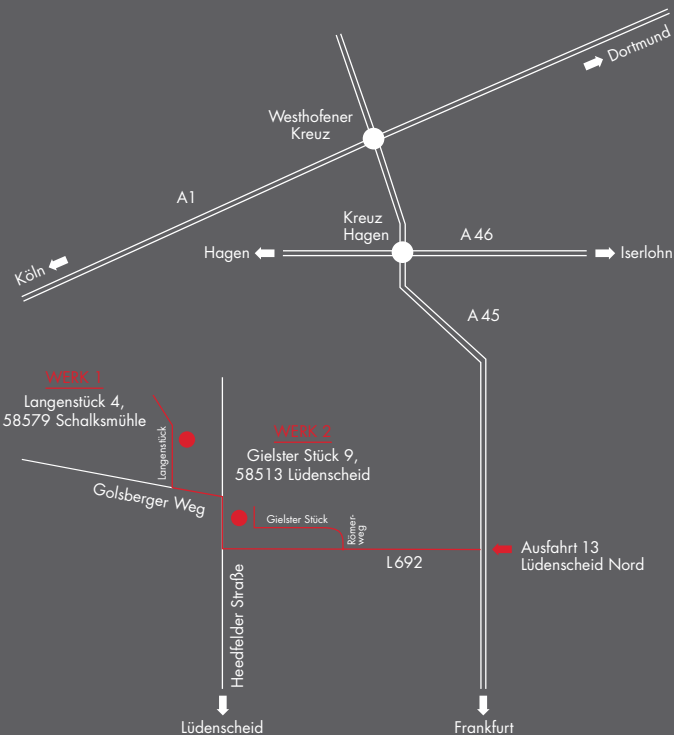 Dortmund
Westhofener
Kreuz
A1
Kreuz
Hagen
A 46
Hagen
Iserlohn
Köln
A 45
WERK 1
Langenstück 4,
58579 Schalksmühle
WERK 2
Gielster Stück 9,
58513 Lüdenscheid
Langenstück
Golsberger Weg
Gielster Stück
Römer-
weg
Ausfahrt 13
Lüdenscheid Nord
L692
Heedfelder Straße
Lüdenscheid
Frankfurt